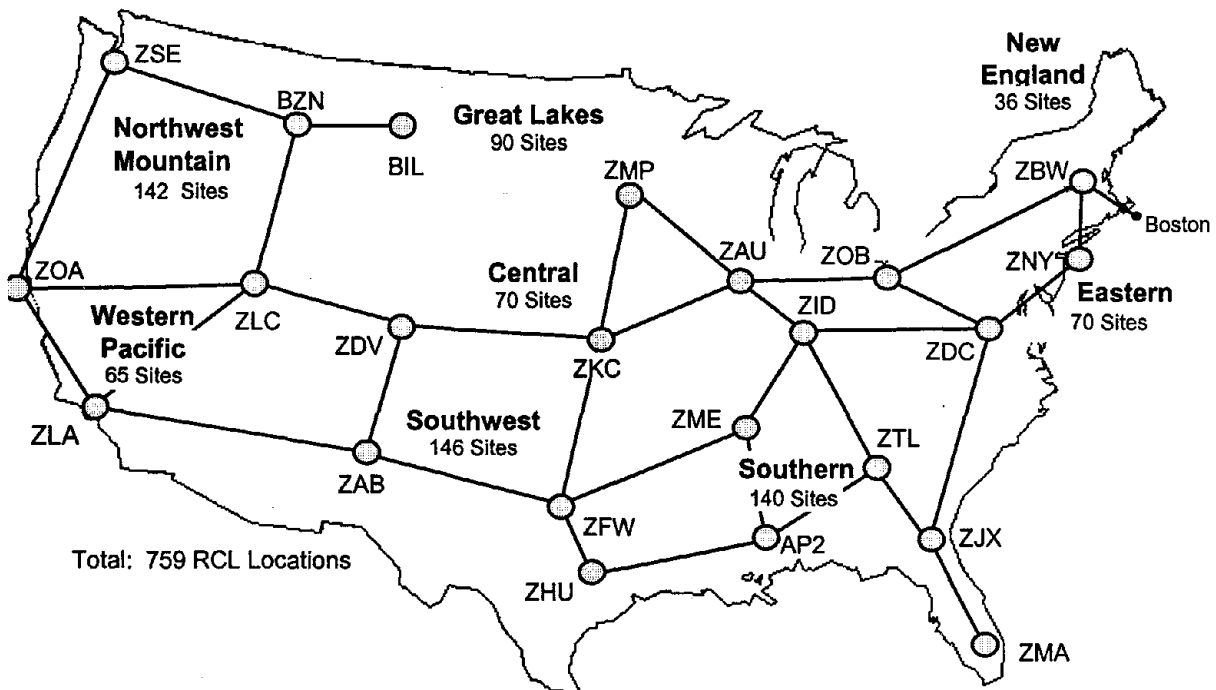 New
England
36 Sites
ZSE
BZN
Great Lakes
90 Sites
Northwest
Mountain
142 Sites
BIL
ZMP
ZBW
Boston
ZOA
ZAU
ZOB
ZNY
Central
70 Sites
Eastern
70 Sites
ZLC
ZID
Western
Pacific
65 Sites
ZDV
ZKC
ZDC
ZLA
Southwest
146 Sites
ZME
ZTL
ZAB
Southern
140 Sites
ZFW
AP2
ZJX
Total: 759 RCL Locations
ZHU
ZMA